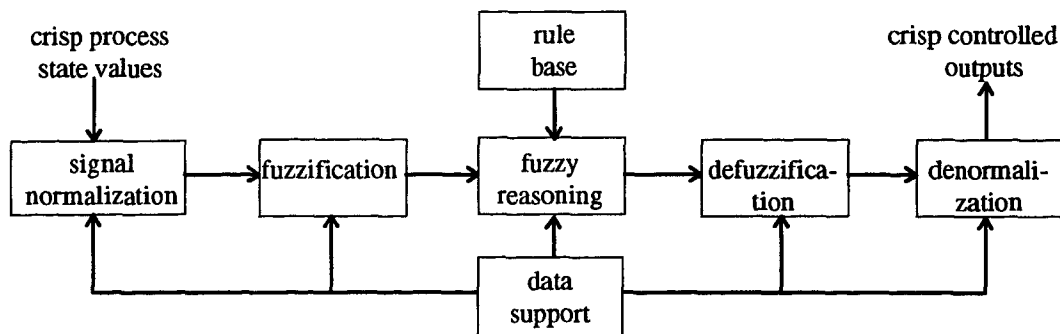 crisp process
state values
rule
base
crisp controlled
outputs
signal
normalization
fuzzification
fuzzy
reasoning
defuzzifica-
tion
denormali-
zation
data
support